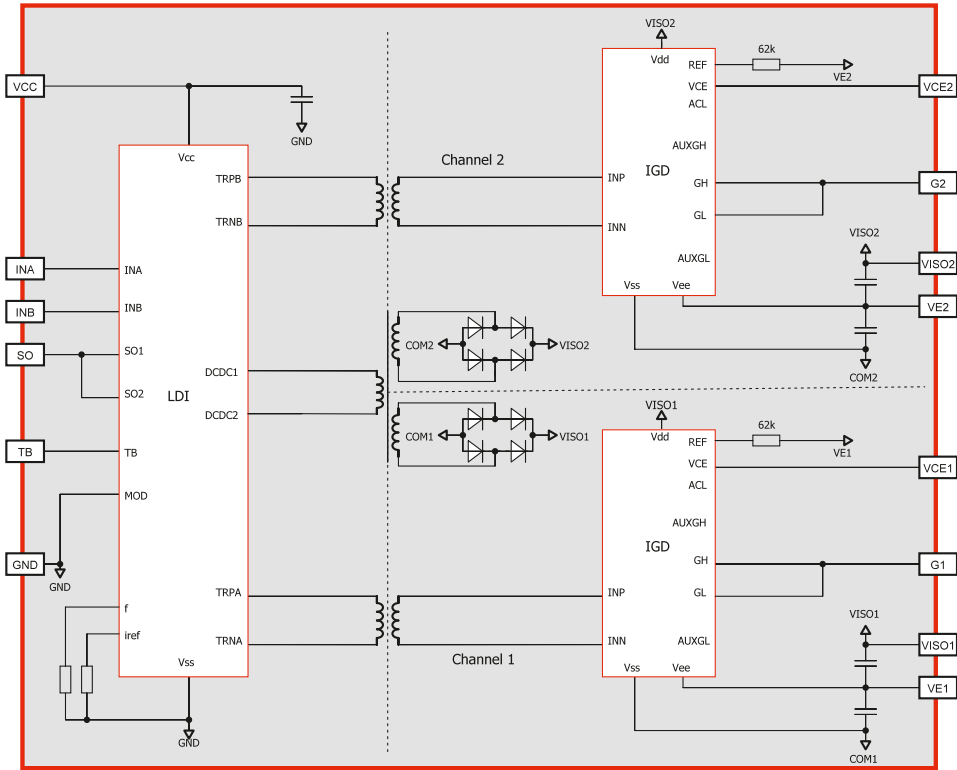 VISO2
Vdd
REF
62k
VE2
VCC
VCE
VCE2
ACL
GND
Vcc
AUXGH
Channel 2
IGD
TRPB
INP
GH
G2
TRNB
INN
GL
VISO2
AUXGL
VISO2
INA
INA
Vss
Vee
INB
INB
VE2
SO
SO1
COM2
VISO2
COM2
DCDC1
SO2
LDI
DCDC2
VISO1
COM1
VISO1
Vdd
REF
62k
VE1
TB
TB
VCE
VCE1
ACL
MOD
AUXGH
IGD
GND
GND
GH
G1
TRPA
INP
GL
f
VISO1
iref
TRNA
INN
AUXGL
VISO1
Channel 1
Vss
Vss
Vee
VE1
GND
COM1